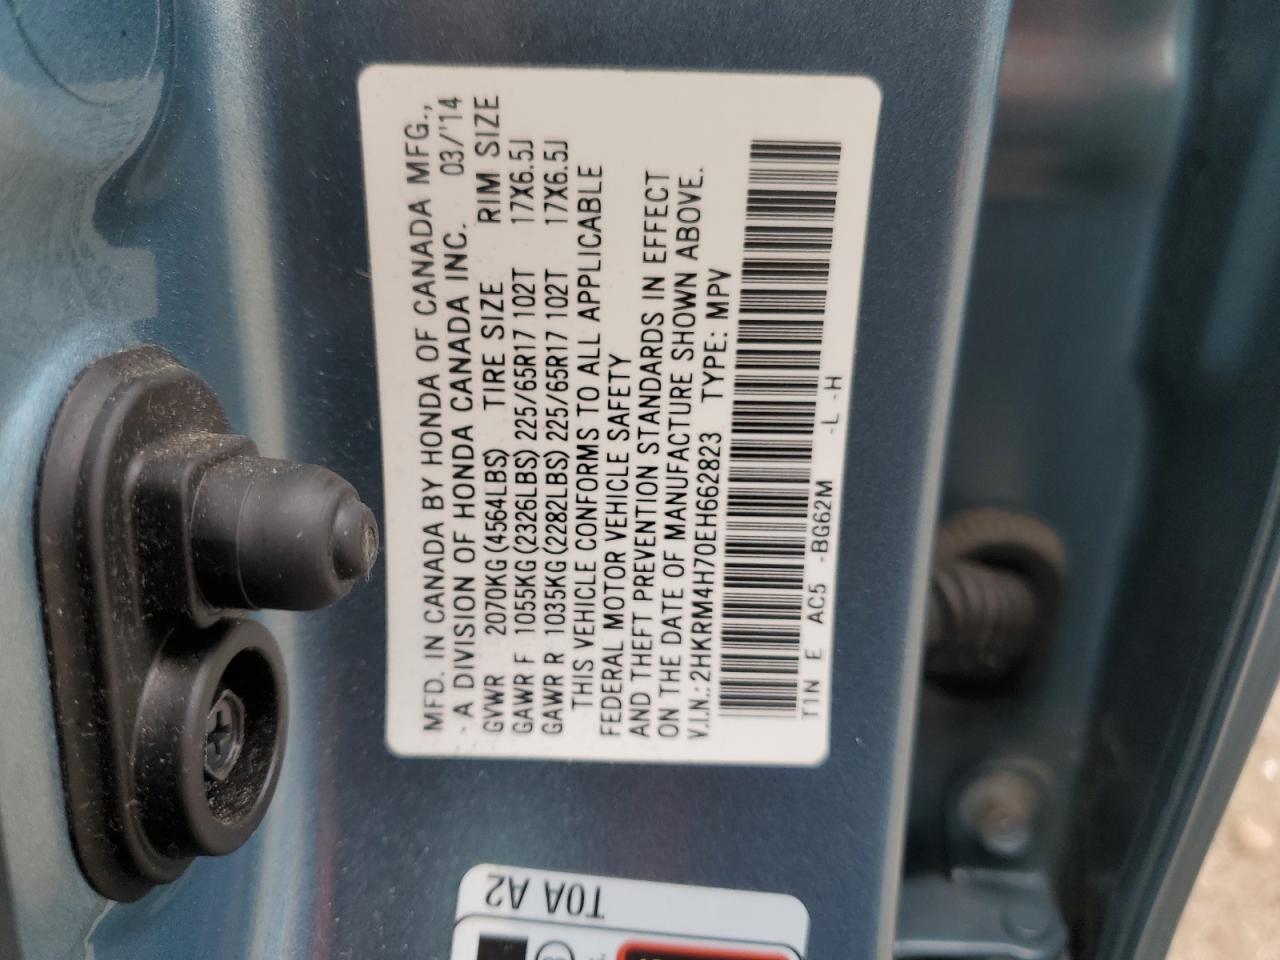 MFD. IN CANADA BY HONDA OF CANADA MFG.,
- A DIVISION OF HONDA CANADA INC. 03/'14
GVWR 2070KG(4564LBS) TIRE SIZE RIM SIZE
GAWR F 1055KG(2326LBS) 225/65R17 102T 17X6.5J
GAWR R 1035KG(2282LBS) 225/65R17 102T 17X6.5J
THIS VEHICLE CONFORMS TO ALL APPLICABLE
FEDERAL MOTOR VEHICLE SAFETY
AND THEFT PREVENTION STANDARDS IN EFFECT
ON THE DATE OF MANUFACTURE SHOWN ABOVE.
V.I.N.:2HKRM4H70EH662823 TYPE: MPV
T1N E AC5 -BG62M -L -H
T0A A2